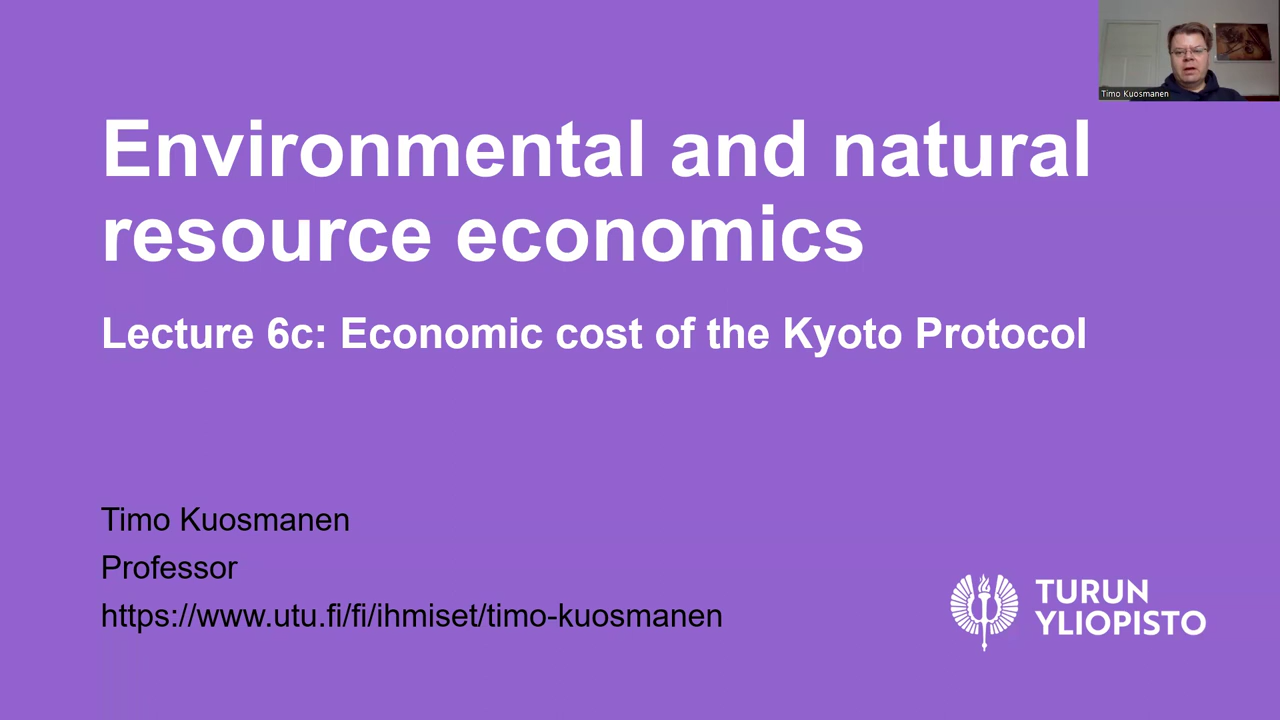 Timo Kuosmanen
Environmental and natural
resource economics
Lecture 6c: Economic cost of the Kyoto Protocol
Timo Kuosmanen
Professor
https://www.utu.fi/fi/ihmiset/timo-kuosmanen
TURUN
YLIOPISTO